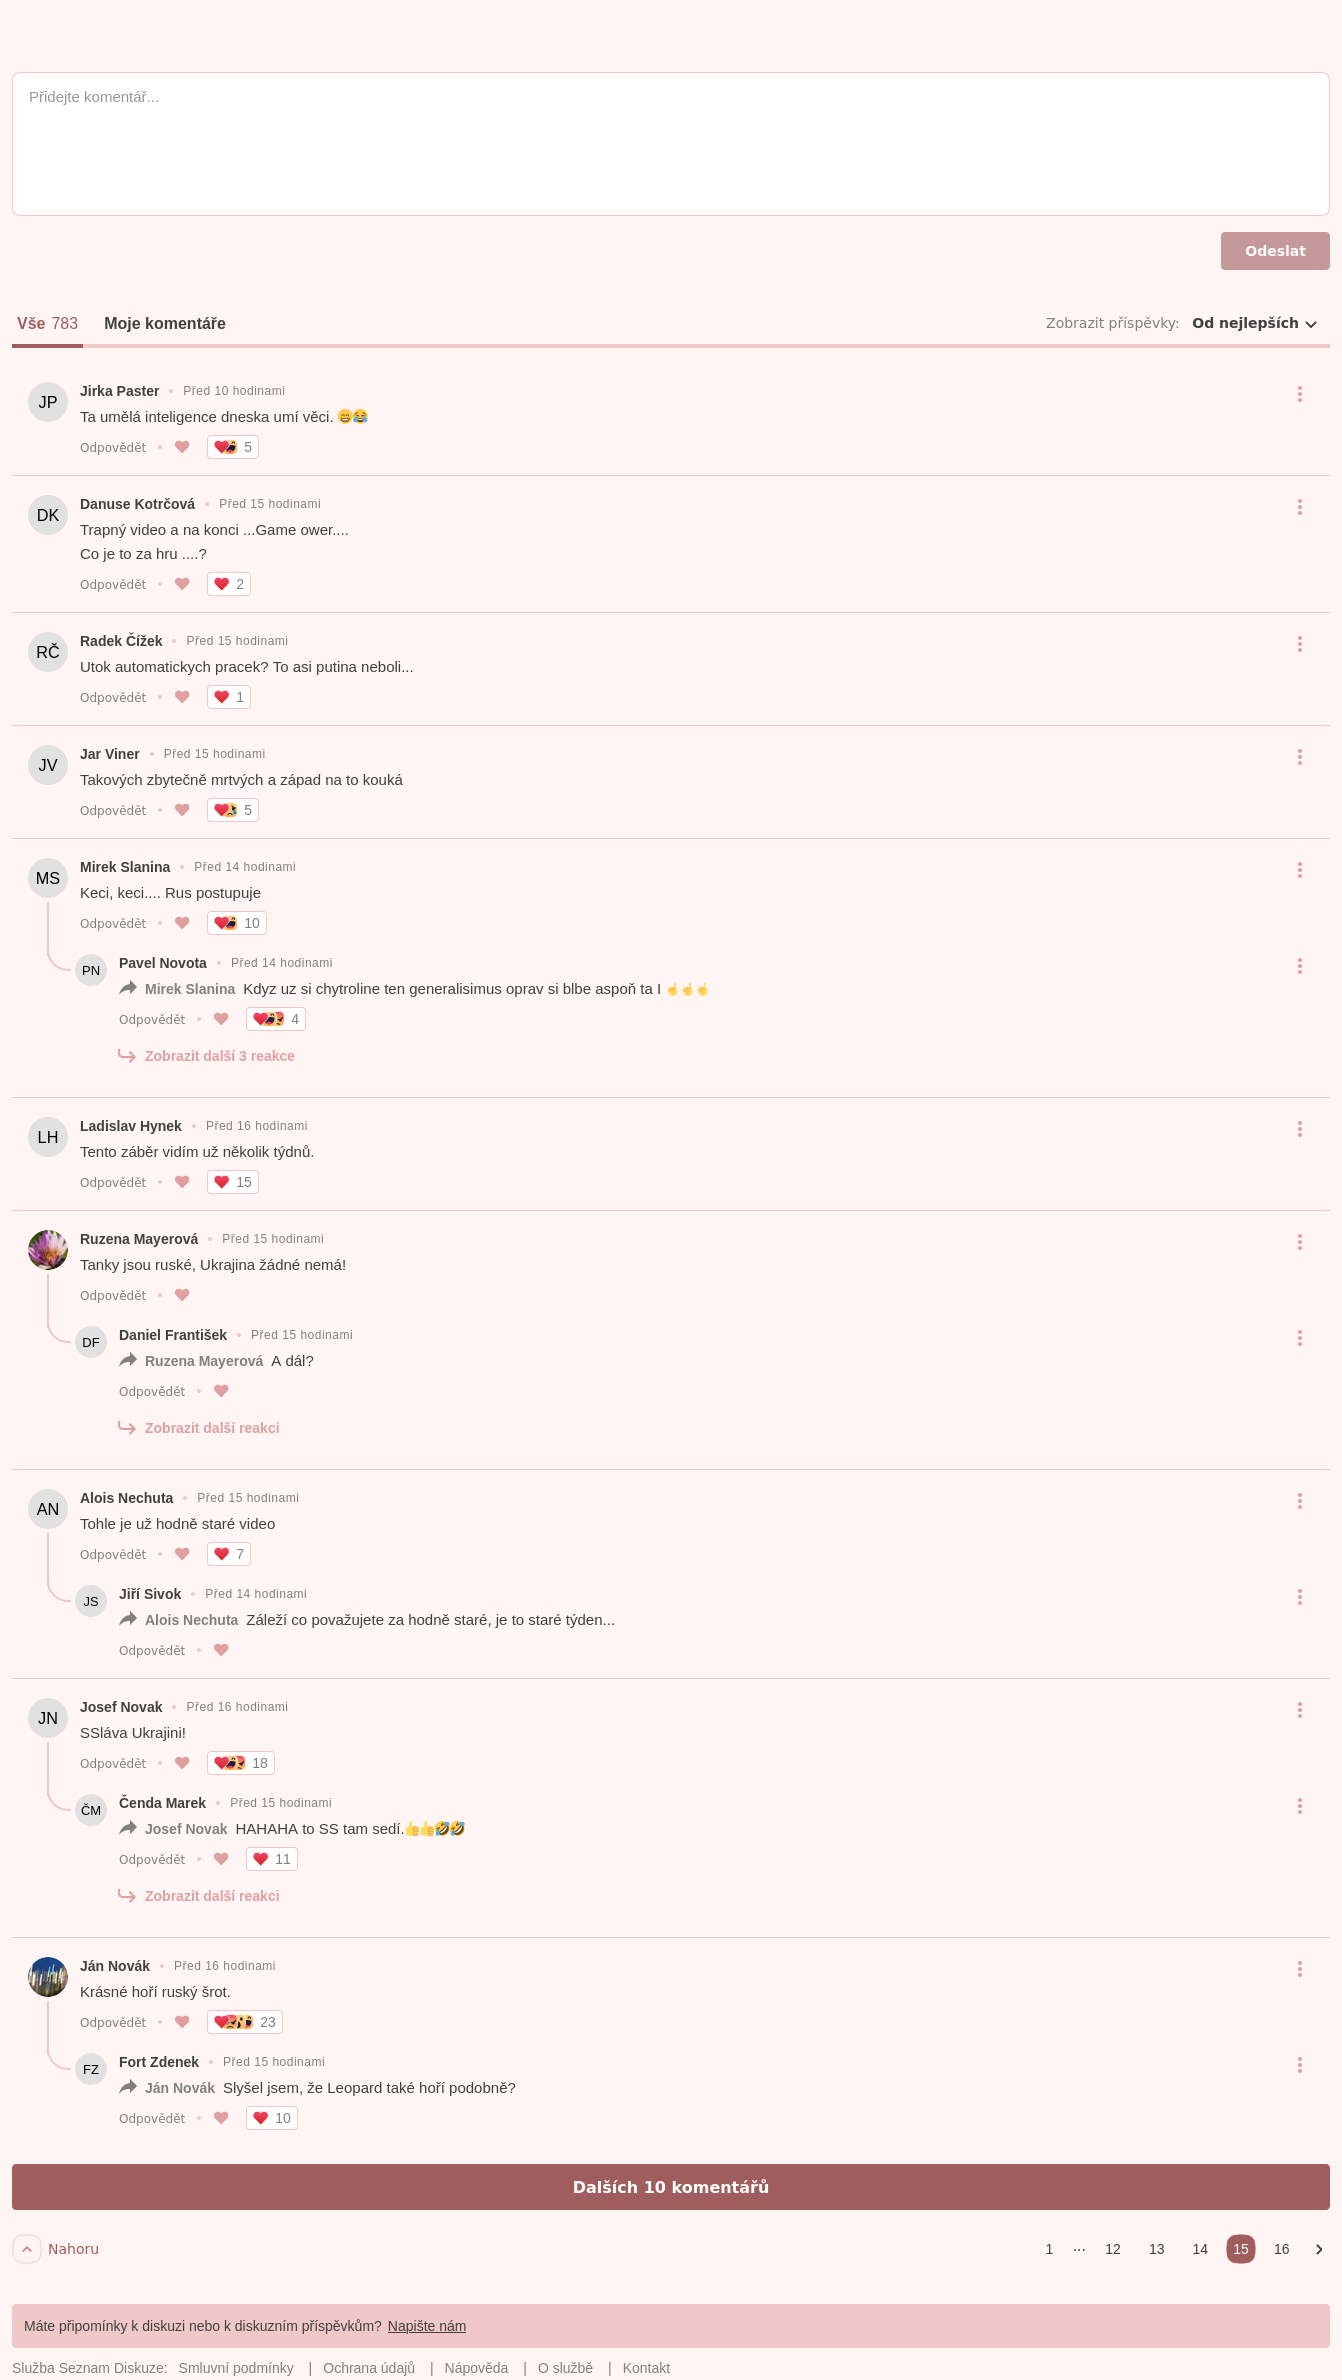 Přidejte komentář...
Odeslat
Vše 783 Moje komentáře Zobrazit příspěvky: Od nejlepších
JP Jirka Paster • Před 10 hodinami
Ta umělá inteligence dneska umí věci. 😄😂
Odpovědět • 5
DK Danuse Kotrčová • Před 15 hodinami
Trapný video a na konci ...Game ower....
Co je to za hru ....?
Odpovědět • 2
RČ Radek Čížek • Před 15 hodinami
Utok automatickych pracek? To asi putina neboli...
Odpovědět • 1
JV Jar Viner • Před 15 hodinami
Takových zbytečně mrtvých a západ na to kouká
Odpovědět • 5
MS Mirek Slanina • Před 14 hodinami
Keci, keci.... Rus postupuje
Odpovědět • 10
PN Pavel Novota • Před 14 hodinami
Mirek Slanina Kdyz uz si chytroline ten generalisimus oprav si blbe aspoň ta I ☝☝☝
Odpovědět • 4
Zobrazit další 3 reakce
LH Ladislav Hynek • Před 16 hodinami
Tento záběr vidím už několik týdnů.
Odpovědět • 15
Ruzena Mayerová • Před 15 hodinami
Tanky jsou ruské, Ukrajina žádné nemá!
Odpovědět •
DF Daniel František • Před 15 hodinami
Ruzena Mayerová A dál?
Odpovědět •
Zobrazit další reakci
AN Alois Nechuta • Před 15 hodinami
Tohle je už hodně staré video
Odpovědět • 7
JS Jiří Sivok • Před 14 hodinami
Alois Nechuta Záleží co považujete za hodně staré, je to staré týden...
Odpovědět •
JN Josef Novak • Před 16 hodinami
SSláva Ukrajini!
Odpovědět • 18
ČM Čenda Marek • Před 15 hodinami
Josef Novak HAHAHA to SS tam sedí.👍👍🤣🤣
Odpovědět • 11
Zobrazit další reakci
Ján Novák • Před 16 hodinami
Krásné hoří ruský šrot.
Odpovědět • 23
FZ Fort Zdenek • Před 15 hodinami
Ján Novák Slyšel jsem, že Leopard také hoří podobně?
Odpovědět • 10
Dalších 10 komentářů
Nahoru 1 ··· 12 13 14 15 16
Máte připomínky k diskuzi nebo k diskuzním příspěvkům? Napište nám
Služba Seznam Diskuze: Smluvní podmínky | Ochrana údajů | Nápověda | O službě | Kontakt